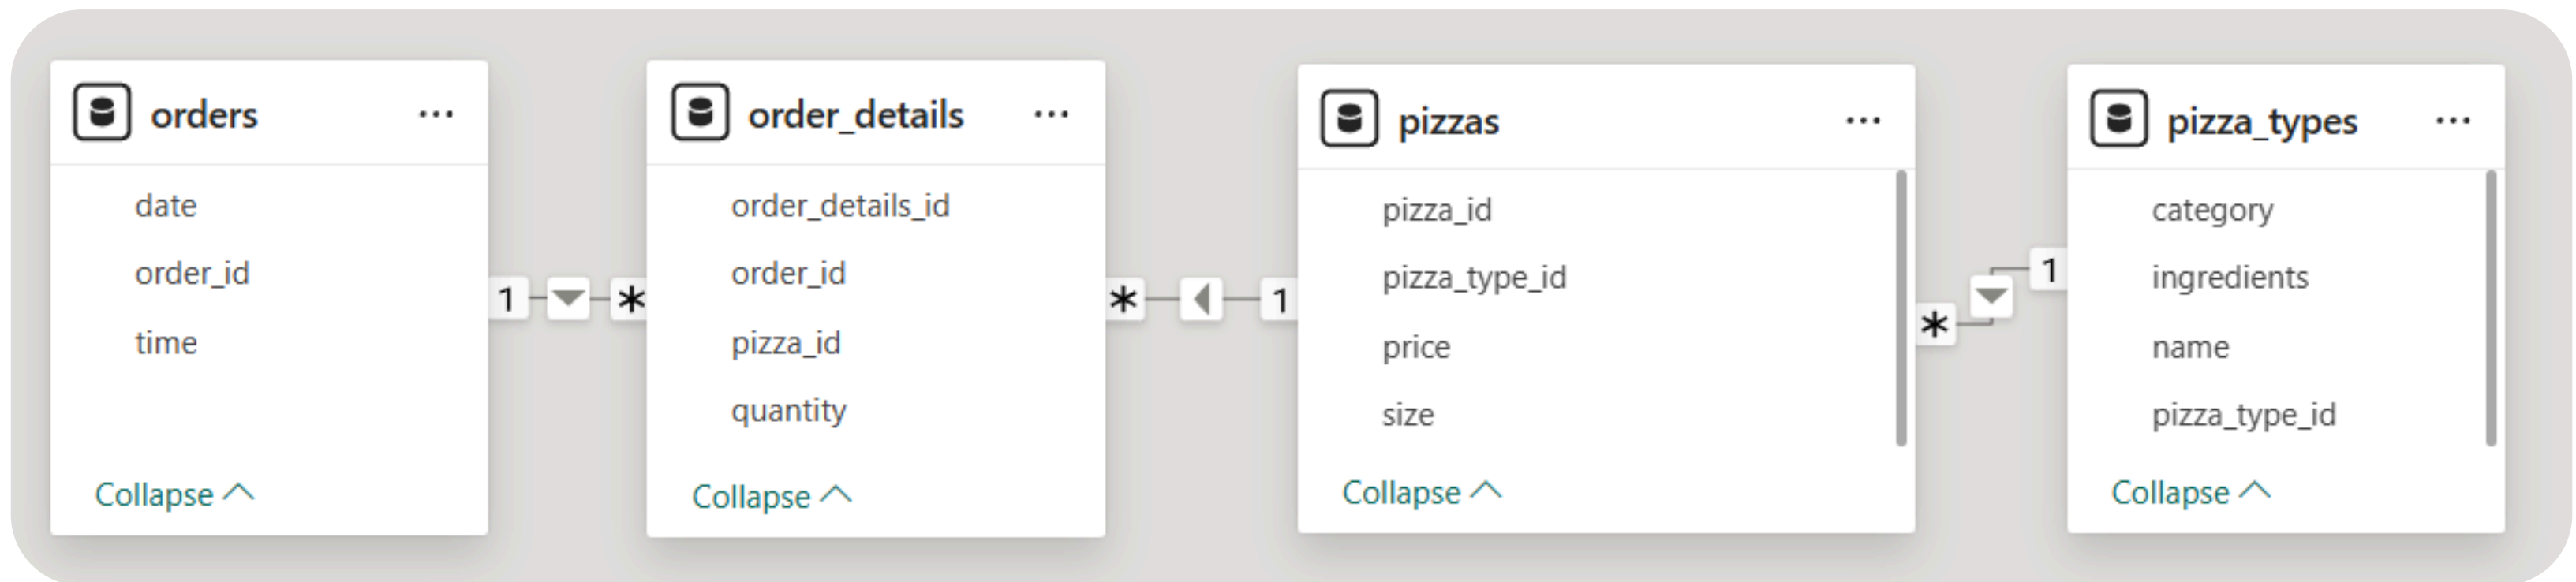 orders
date
order_id
time
Collapse
1
*
order_details
order_details_id
order_id
pizza_id
quantity
Collapse
*
1
pizzas
pizza_id
pizza_type_id
price
size
Collapse
*
1
pizza_types
category
ingredients
name
pizza_type_id
Collapse